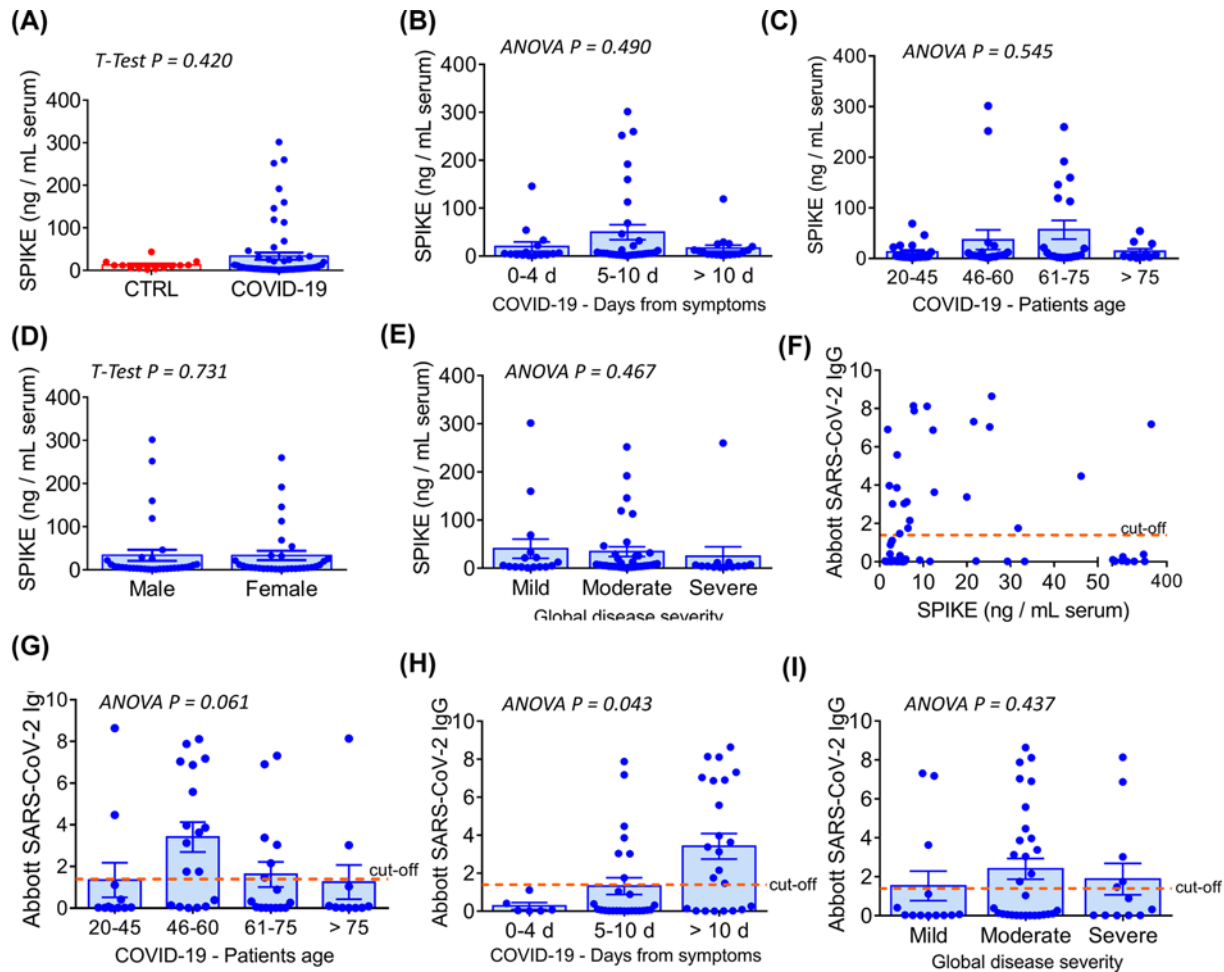 (A)
T-Test P = 0.420
SPIKE (ng / mL serum)
400
300
200
100
0
CTRL COVID-19
(B)
ANOVA P = 0.490
SPIKE (ng / mL serum)
400
300
200
100
0
0-4 d 5-10 d > 10 d
COVID-19 - Days from symptoms
(C)
ANOVA P = 0.545
SPIKE (ng / mL serum)
400
300
200
100
0
20-45 46-60 61-75 > 75
COVID-19 - Patients age
(D)
T-Test P = 0.731
SPIKE (ng / mL serum)
400
300
200
100
0
Male Female
(E)
ANOVA P = 0.467
SPIKE (ng / mL serum)
400
300
200
100
0
Mild Moderate Severe
Global disease severity
(F)
Abbott SARS-CoV-2 IgG
10
8
6
4
2
0
cut-off
0 10 20 30 40 50 400
SPIKE (ng / mL serum)
(G)
ANOVA P = 0.061
Abbott SARS-CoV-2 Ig
10
8
6
4
2
0
cut-off
20-45 46-60 61-75 > 75
COVID-19 - Patients age
(H)
ANOVA P = 0.043
Abbott SARS-CoV-2 IgG
10
8
6
4
2
0
cut-off
0-4 d 5-10 d > 10 d
COVID-19 - Days from symptoms
(I)
ANOVA P = 0.437
Abbott SARS-CoV-2 IgG
10
8
6
4
2
0
cut-off
Mild Moderate Severe
Global disease severity